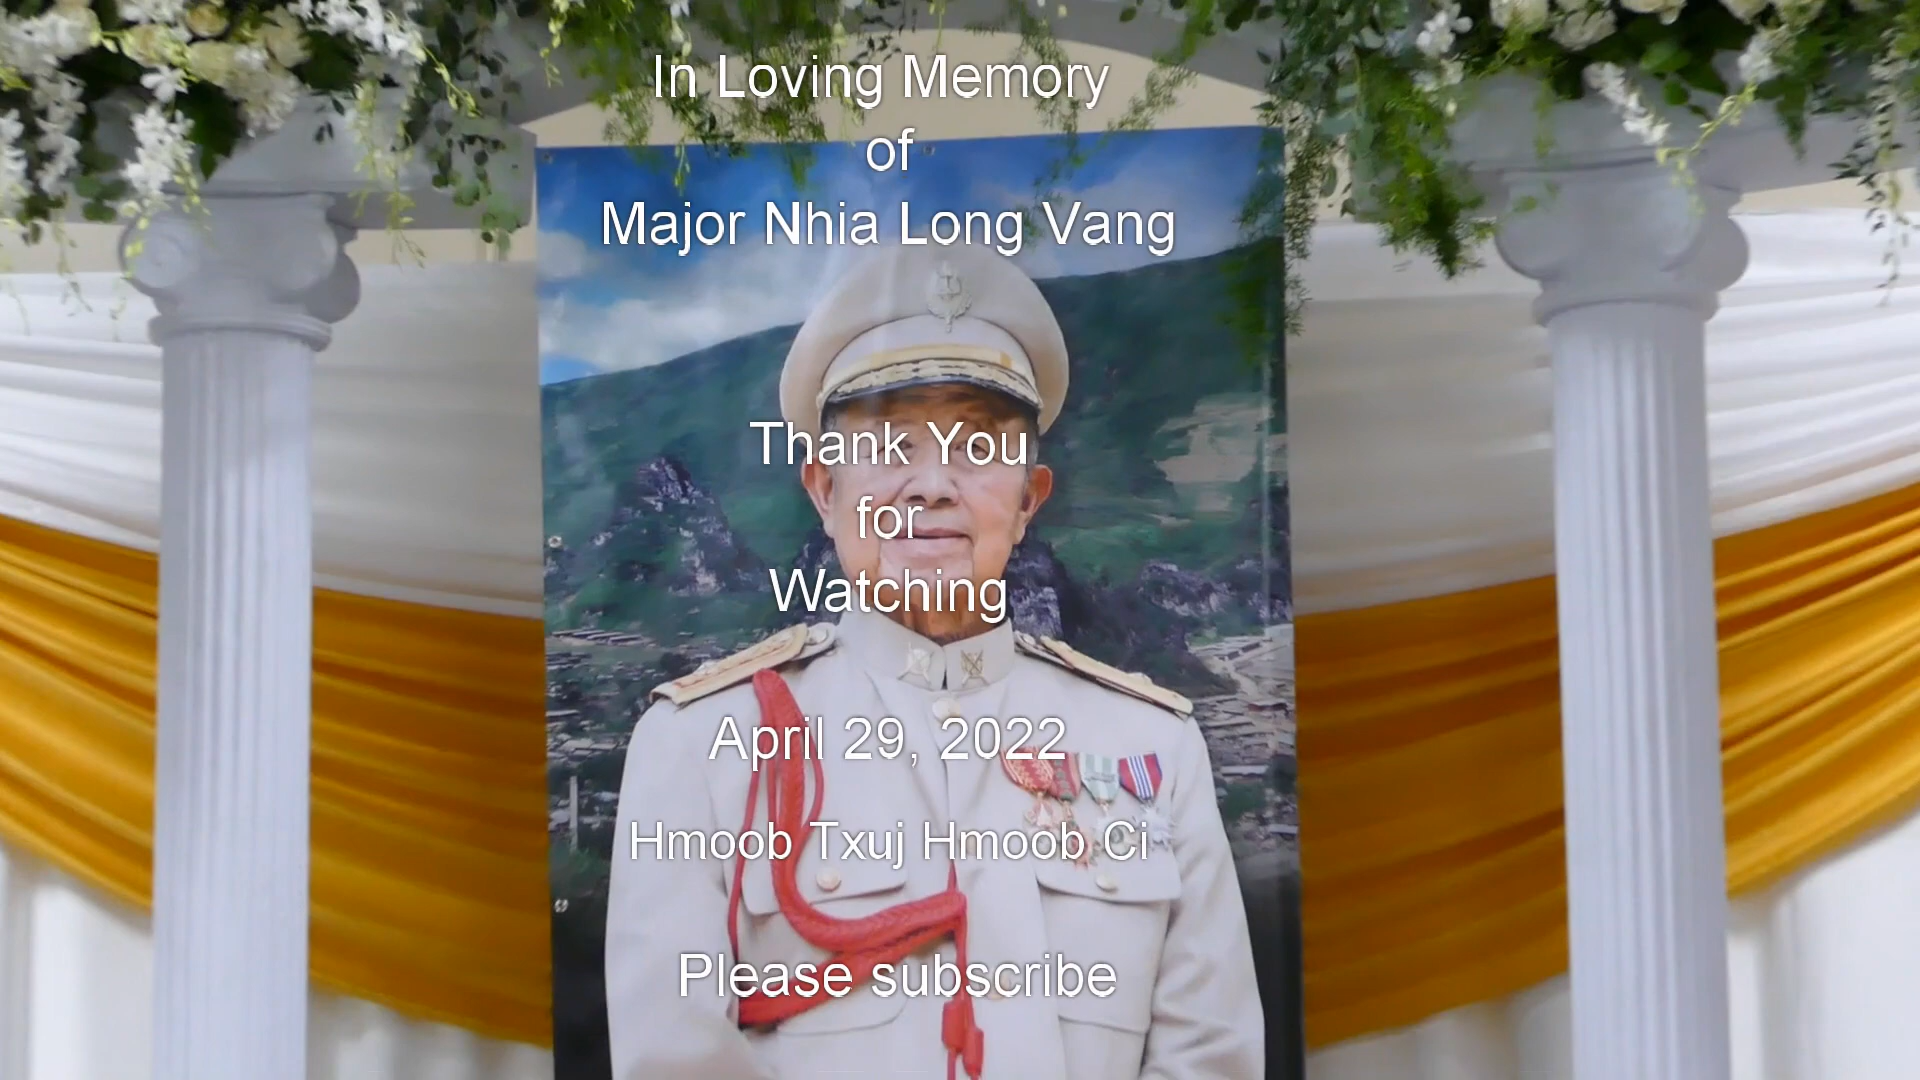 In Loving Memory
of
Major Nhia Long Vang
Thank You
for
Watching
April 29, 2022
Hmoob Txuj Hmoob Ci
Please subscribe